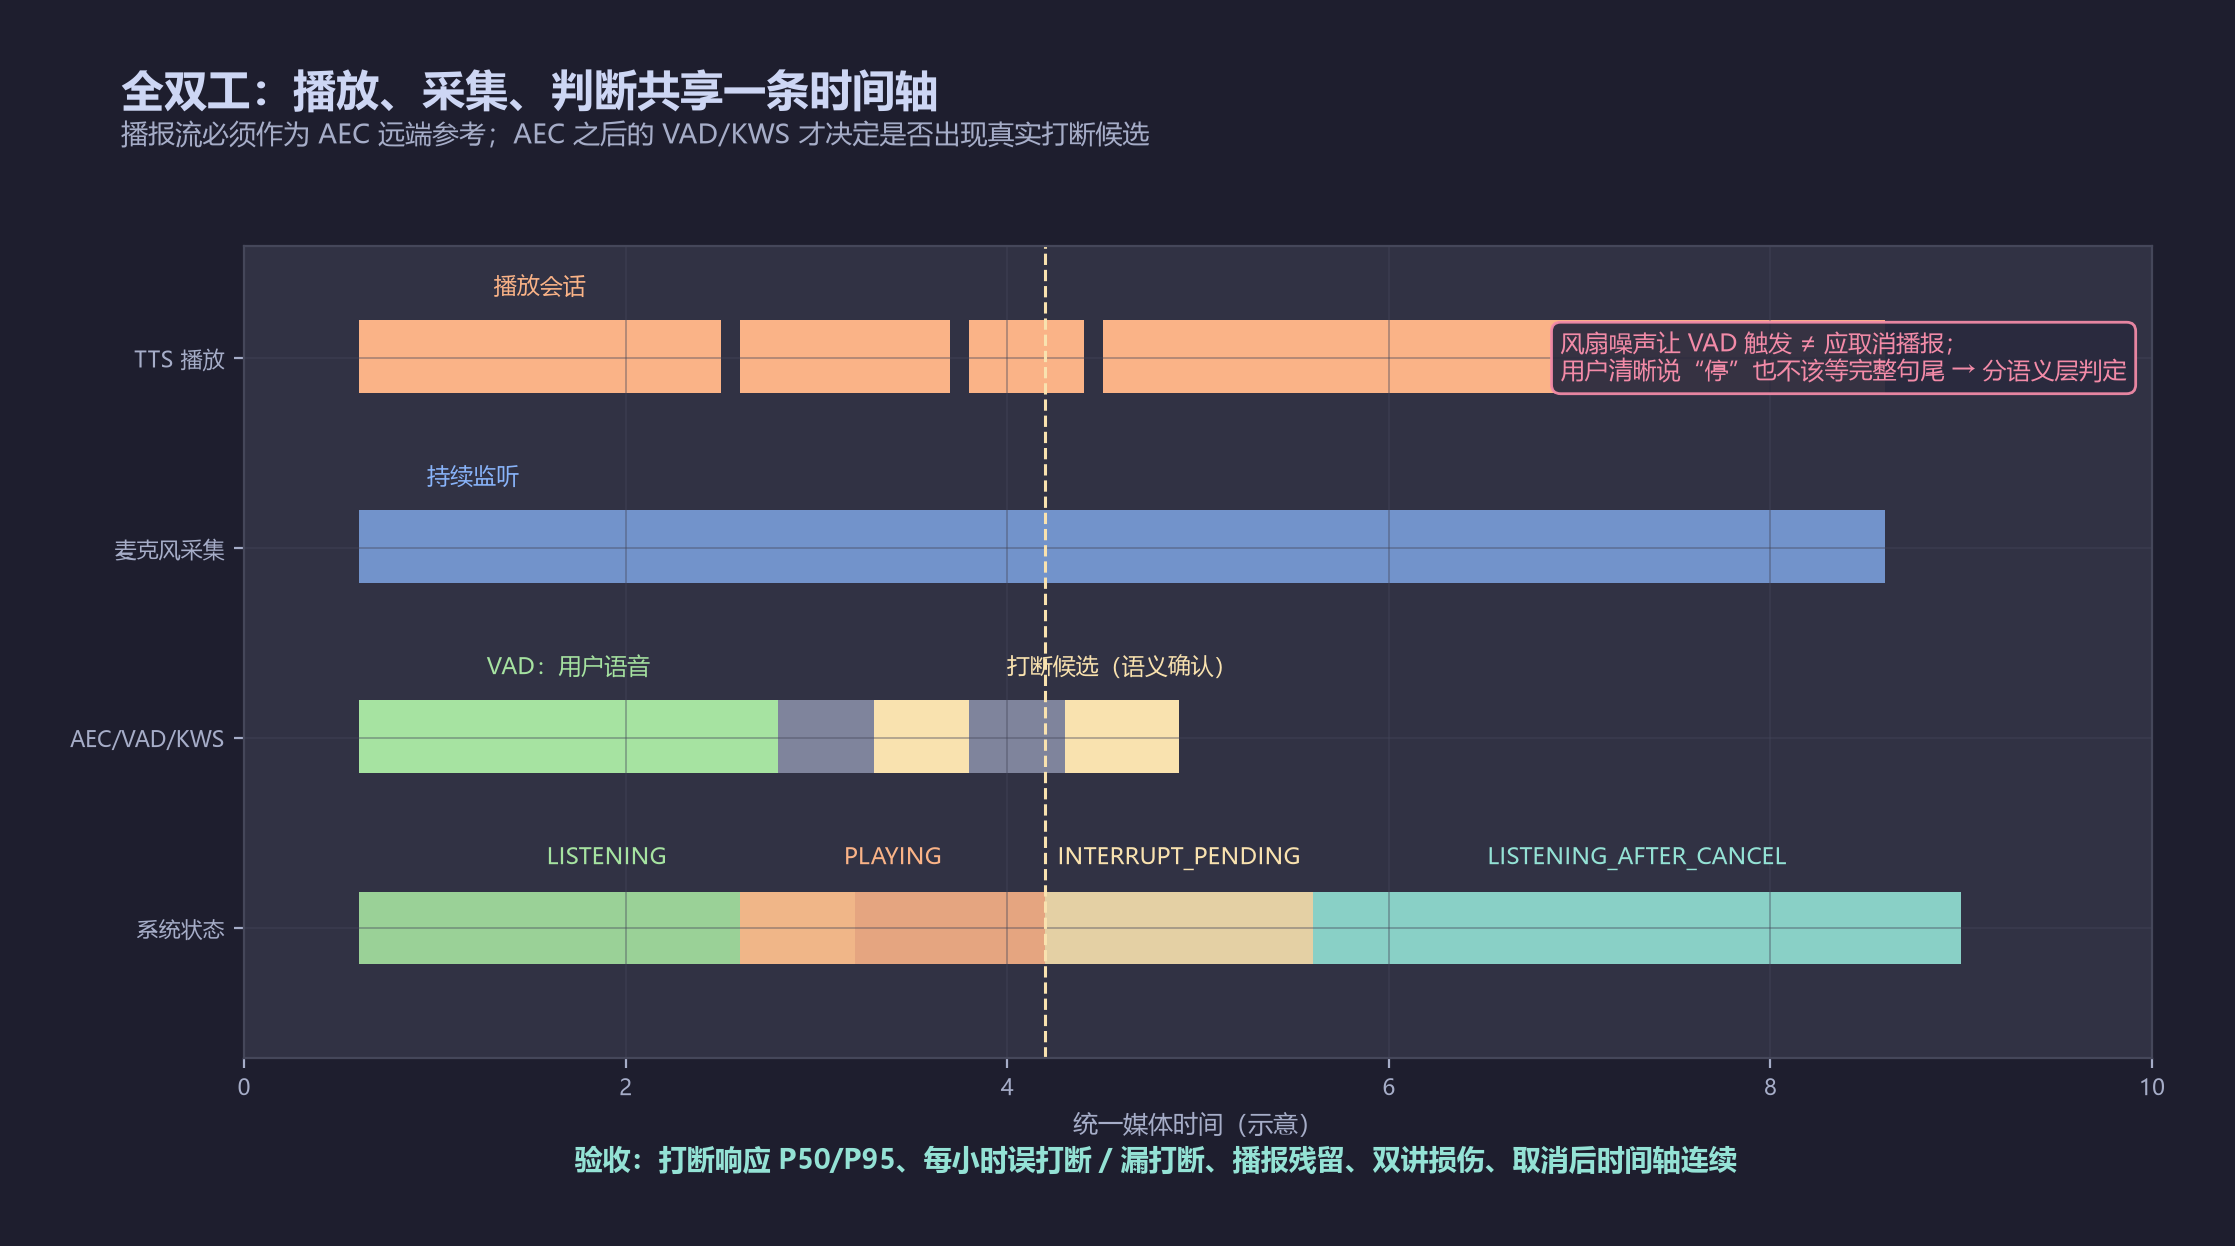 全双工：播放、采集、判断共享一条时间轴
播报流必须作为 AEC 远端参考；AEC 之后的 VAD/KWS 才决定是否出现真实打断候选
播放会话
TTS 播放
风扇噪声让 VAD 触发 ≠ 应取消播报；
用户清晰说“停”也不该等完整句尾 → 分语义层判定
持续监听
麦克风采集
VAD：用户语音
打断候选（语义确认）
AEC/VAD/KWS
LISTENING
PLAYING
INTERRUPT_PENDING
LISTENING_AFTER_CANCEL
系统状态
0
2
4
6
8
10
统一媒体时间（示意）
验收：打断响应 P50/P95、每小时误打断 / 漏打断、播报残留、双讲损伤、取消后时间轴连续